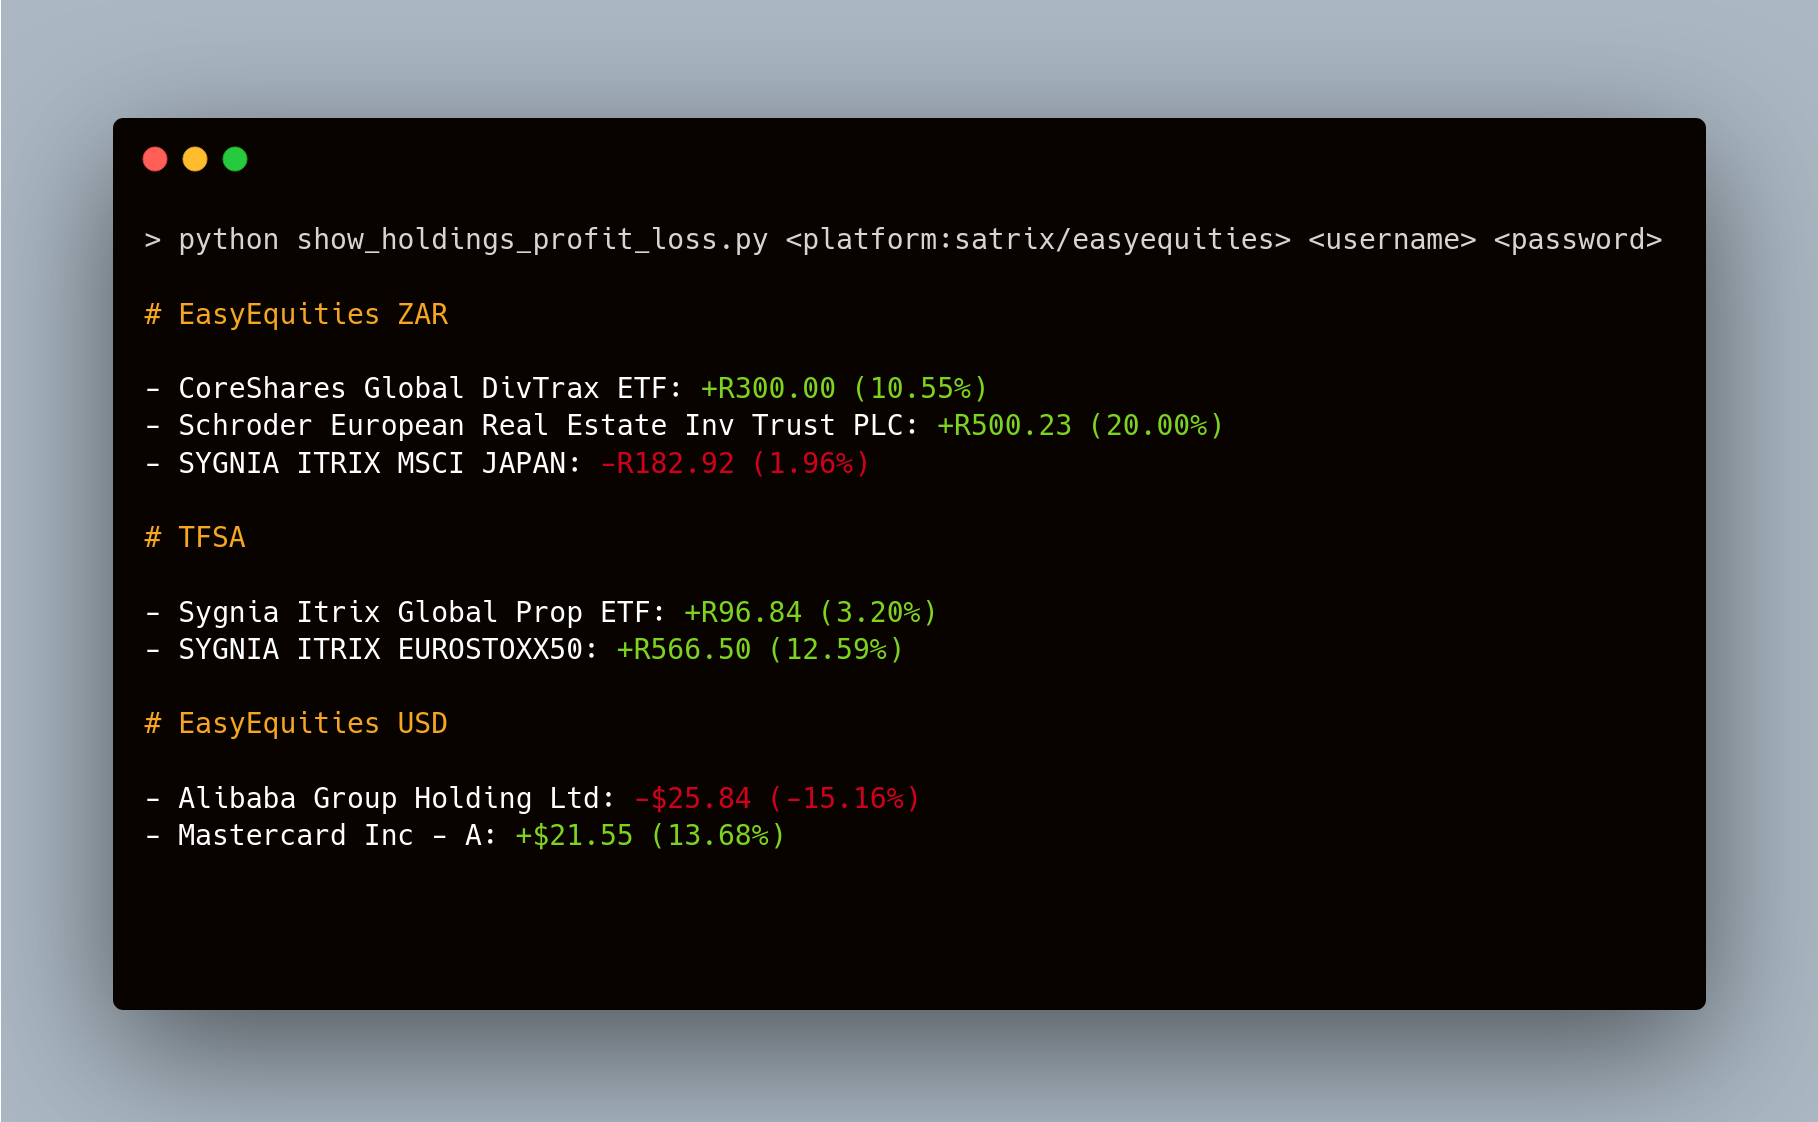 > python show_holdings_profit_loss.py <platform:satrix/easyequities> <username> <password>
# EasyEquities ZAR
- CoreShares Global DivTrax ETF: +R300.00 (10.55%)
- Schroder European Real Estate Inv Trust PLC: +R500.23 (20.00%)
- SYGNIA ITRIX MSCI JAPAN: -R182.92 (1.96%)
# TFSA
- Sygnia Itrix Global Prop ETF: +R96.84 (3.20%)
- SYGNIA ITRIX EUROSTOXX50: +R566.50 (12.59%)
# EasyEquities USD
- Alibaba Group Holding Ltd: -$25.84 (-15.16%)
- Mastercard Inc - A: +$21.55 (13.68%)